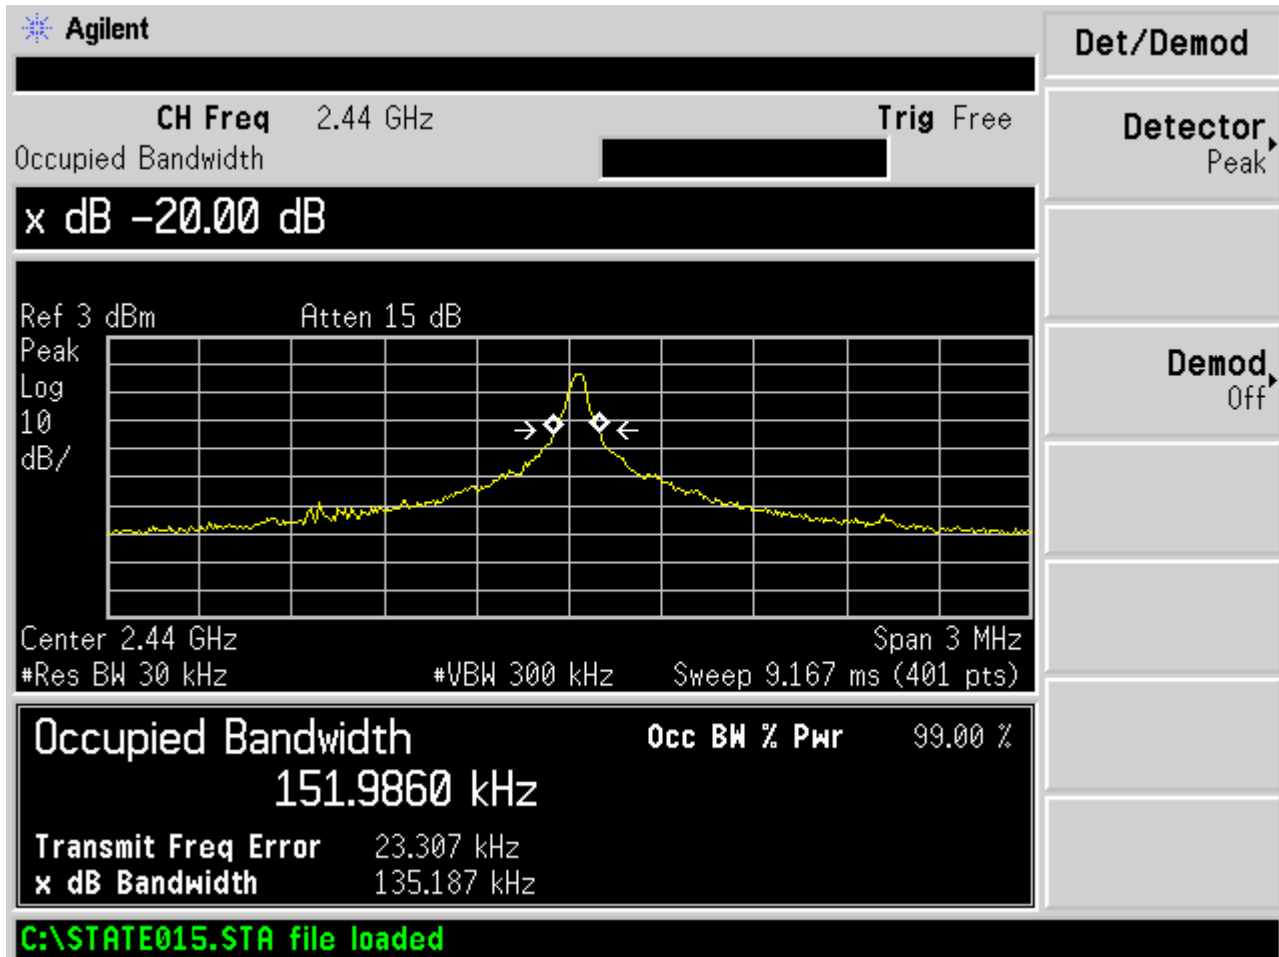 Agilent
Det/Demod
CH Freq 2.44 GHz Trig Free
Occupied Bandwidth
Detector
Peak
x dB -20.00 dB
Ref 3 dBm Atten 15 dB
Peak
Log
10
dB/
Demod
Off
Center 2.44 GHz Span 3 MHz
#Res BW 30 kHz #VBW 300 kHz Sweep 9.167 ms (401 pts)
Occupied Bandwidth Occ BW % Pwr 99.00 %
151.9860 kHz
Transmit Freq Error 23.307 kHz
x dB Bandwidth 135.187 kHz
C:\STATE015.STA file loaded